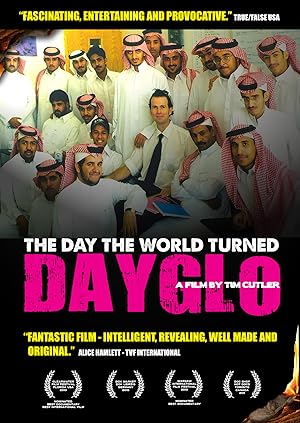 “FASCINATING, ENTERTAINING AND PROVOCATIVE.” TRUE/FALSE USA
THE DAY THE WORLD TURNED
DAYGLO
A FILM BY TIM CUTLER
“FANTASTIC FILM - INTELLIGENT, REVEALING, WELL MADE AND
ORIGINAL.” ALICE HAMLETT - TVF INTERNATIONAL